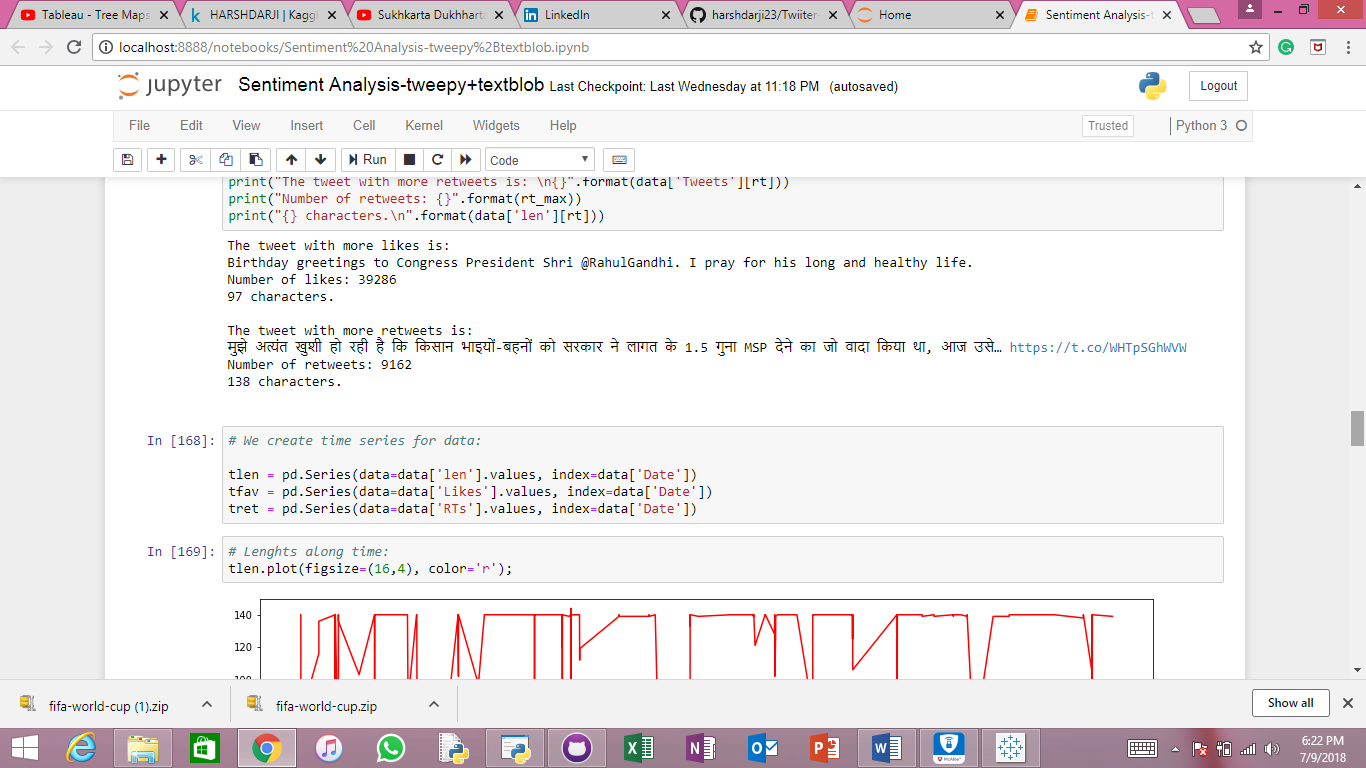 Tableau - Tree Maps
HARSHDARJI | Kaggl
Sukhkarta Dukhharta
LinkedIn
harshdarji23/Twiiter-
Home
Sentiment Analysis-t
localhost:8888/notebooks/Sentiment%20Analysis-tweepy%2Btextblob.ipynb
jupyter Sentiment Analysis-tweepy+textblob Last Checkpoint: Last Wednesday at 11:18 PM (autosaved)
Logout
File Edit View Insert Cell Kernel Widgets Help
Trusted
Python 3
Run
Code
print("The tweet with more retweets is: \n{}".format(data['Tweets'][rt]))
print("Number of retweets: {}".format(rt_max))
print("{} characters.\n".format(data['len'][rt]))
The tweet with more likes is:
Birthday greetings to Congress President Shri @RahulGandhi. I pray for his long and healthy life.
Number of likes: 39286
97 characters.
The tweet with more retweets is:
मुझे अत्यंत खुशी हो रही है कि किसान भाइयों-बहनों को सरकार ने लागत के 1.5 गुना MSP देने का जो वादा किया था, आज उसे… https://t.co/WHTpSGhWVW
Number of retweets: 9162
138 characters.
In [168]: # We create time series for data:
tlen = pd.Series(data=data['len'].values, index=data['Date'])
tfav = pd.Series(data=data['Likes'].values, index=data['Date'])
tret = pd.Series(data=data['RTs'].values, index=data['Date'])
In [169]: # Lenghts along time:
tlen.plot(figsize=(16,4), color='r');
140
120
100
fifa-world-cup (1).zip
fifa-world-cup.zip
Show all
6:22 PM
7/9/2018